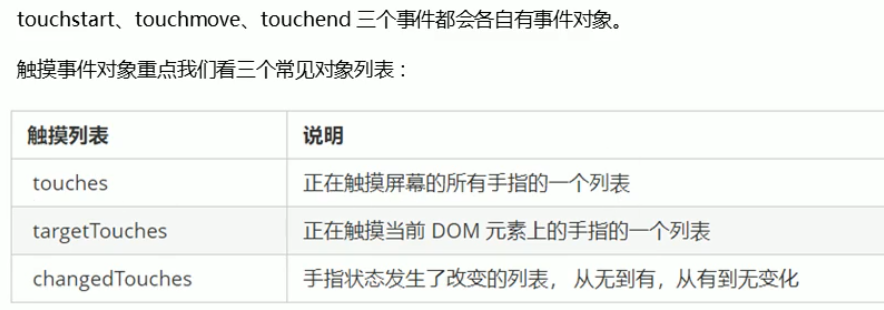 touchstart、touchmove、touchend 三个事件都会各自有事件对象。
触摸事件对象重点我们看三个常见对象列表：
触摸列表 说明
touches 正在触摸屏幕的所有手指的一个列表
targetTouches 正在触摸当前 DOM 元素上的手指的一个列表
changedTouches 手指状态发生了改变的列表，从无到有，从有到无变化